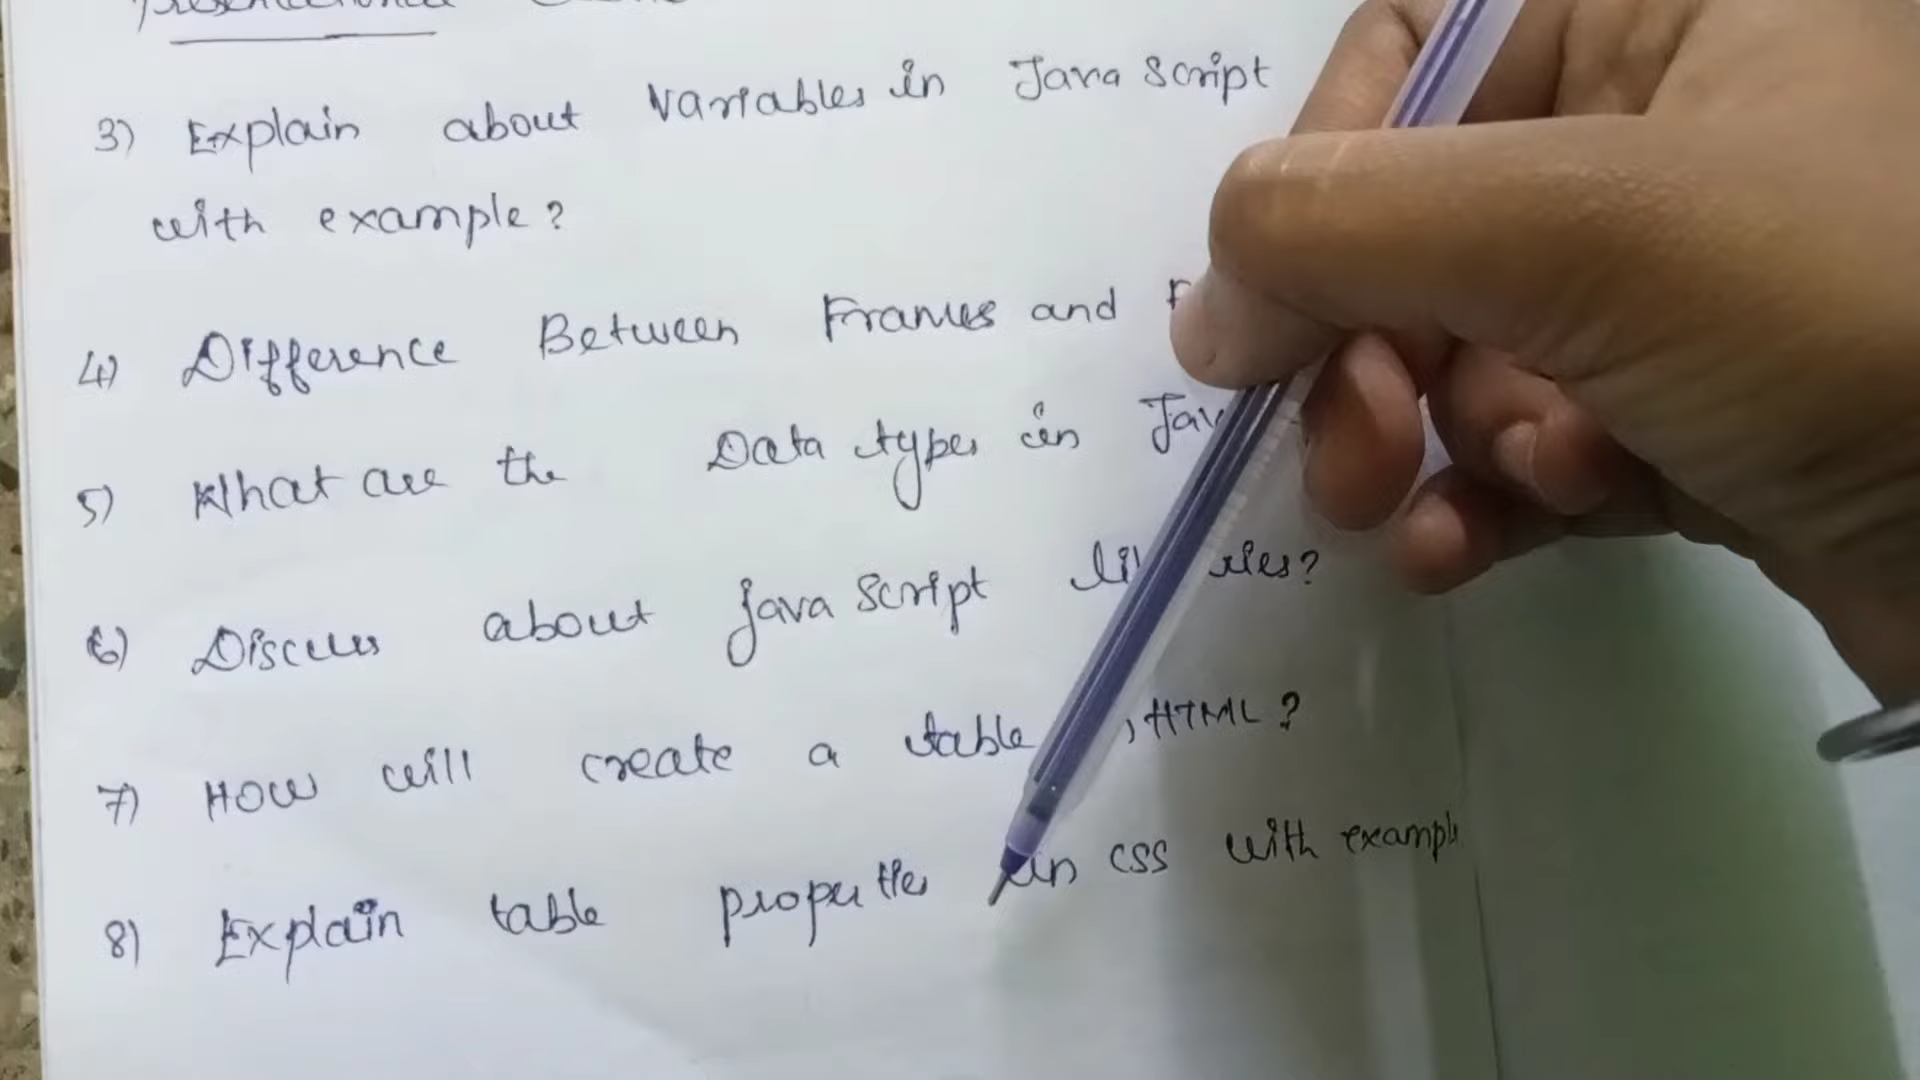 3) Explain about Variables in Java Script
with example?
4) Difference Between Frames and
5) What are the Data types in
6) Discuss about Java Script
7) How will create a table HTML?
8) Explain table properties in CSS with example